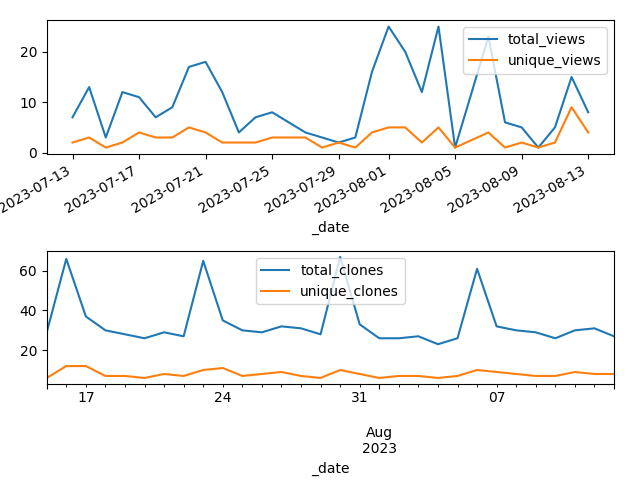 total_views
unique_views
20
10
0
2023-07-13
2023-07-17
2023-07-21
2023-07-25
2023-07-29
2023-08-01
2023-08-05
2023-08-09
2023-08-13
_date
total_clones
unique_clones
60
40
20
17
24
31
07
Aug
2023
_date